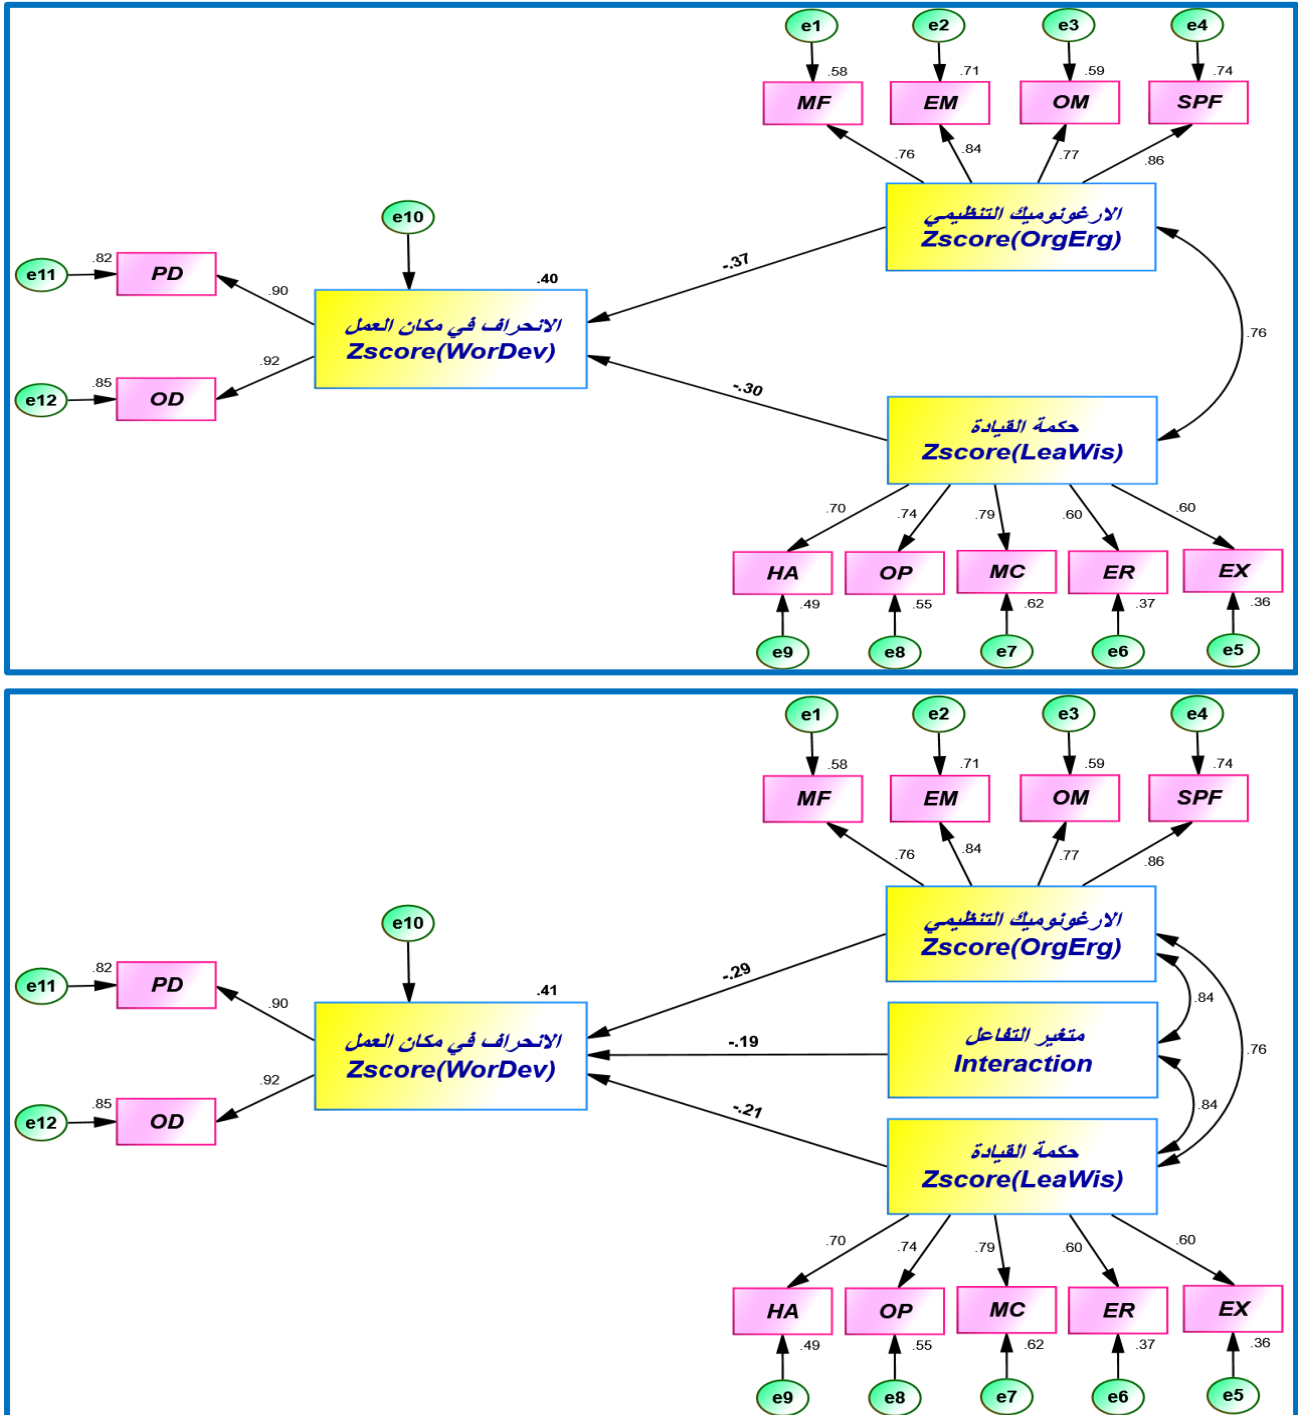 e1 e2 e3 e4
.58 .71 .59 .74
MF EM OM SPF
.76 .84 .77 .86
الارغونوميك التنظيمي
Zscore(OrgErg)
e10
-.37
.40
e11 .82 PD
.90
الانحراف في مكان العمل
Zscore(WorDev)
.76
.92
e12 .85 OD
-.30
حكمة القيادة
Zscore(LeaWis)
.70 .74 .79 .60 .60
HA OP MC ER EX
.49 .55 .62 .37 .36
e9 e8 e7 e6 e5
e1 e2 e3 e4
.58 .71 .59 .74
MF EM OM SPF
.76 .84 .77 .86
الارغونوميك التنظيمي
Zscore(OrgErg)
e10
-.29
.41
e11 .82 PD
.90
.84
الانحراف في مكان العمل
Zscore(WorDev)
-.19
متغير التفاعل
Interaction
.76
.92
.84
e12 .85 OD
-.21
حكمة القيادة
Zscore(LeaWis)
.70 .74 .79 .60 .60
HA OP MC ER EX
.49 .55 .62 .37 .36
e9 e8 e7 e6 e5